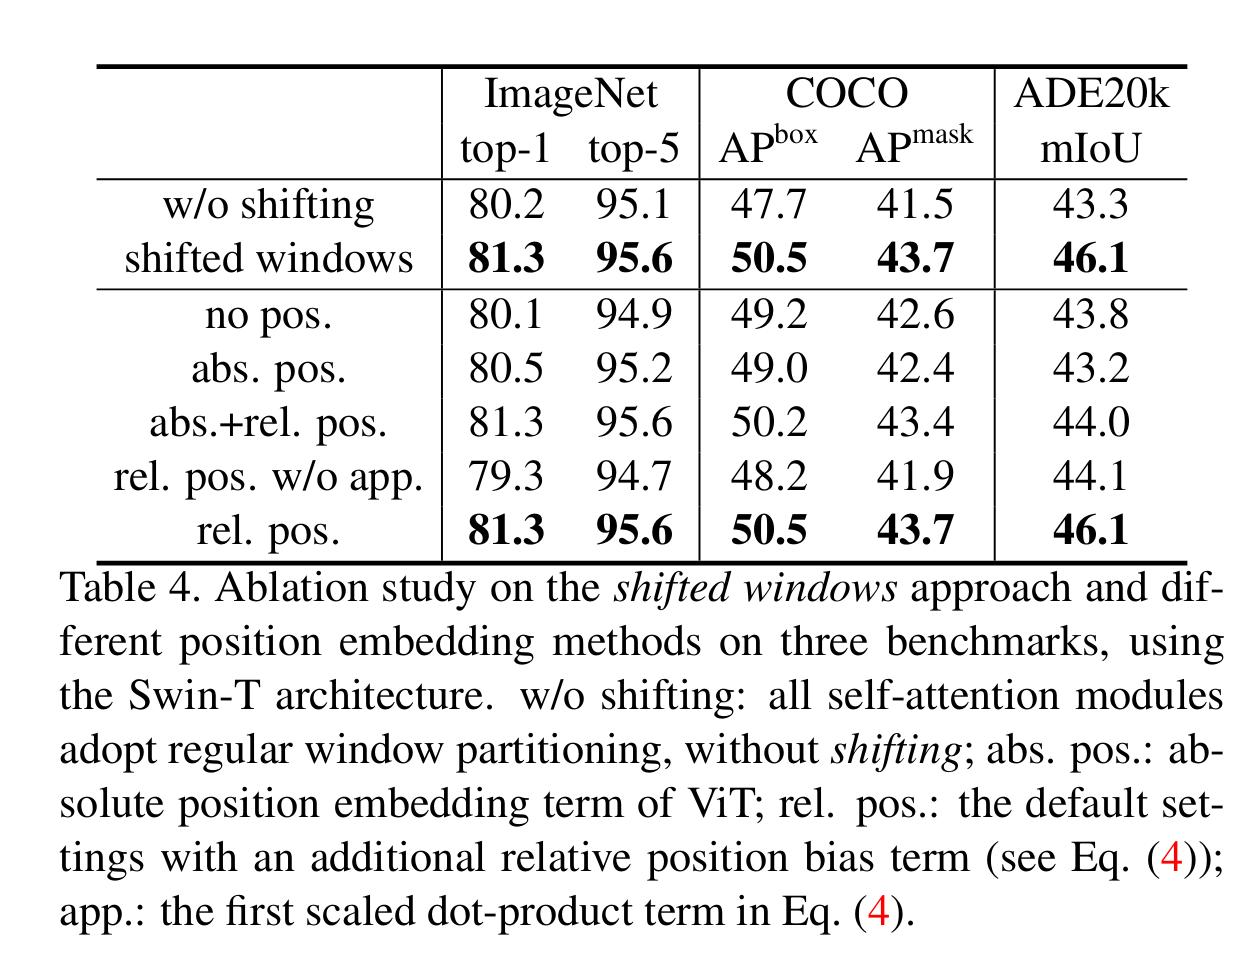 ImageNet COCO ADE20k
top-1 top-5 AP^box AP^mask mIoU
w/o shifting 80.2 95.1 47.7 41.5 43.3
shifted windows 81.3 95.6 50.5 43.7 46.1
no pos. 80.1 94.9 49.2 42.6 43.8
abs. pos. 80.5 95.2 49.0 42.4 43.2
abs.+rel. pos. 81.3 95.6 50.2 43.4 44.0
rel. pos. w/o app. 79.3 94.7 48.2 41.9 44.1
rel. pos. 81.3 95.6 50.5 43.7 46.1
Table 4. Ablation study on the shifted windows approach and dif-
ferent position embedding methods on three benchmarks, using
the Swin-T architecture. w/o shifting: all self-attention modules
adopt regular window partitioning, without shifting; abs. pos.: ab-
solute position embedding term of ViT; rel. pos.: the default set-
tings with an additional relative position bias term (see Eq. (4));
app.: the first scaled dot-product term in Eq. (4).